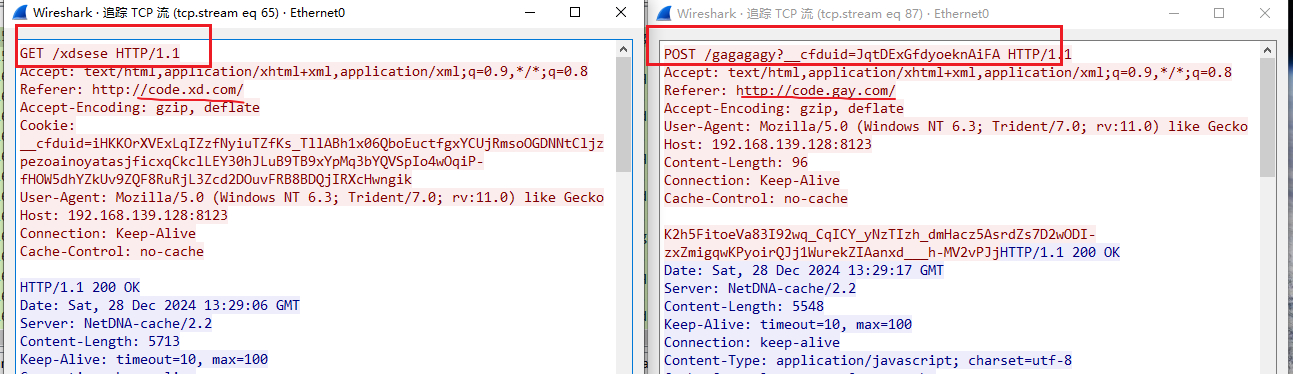 Wireshark · 追踪 TCP 流 (tcp.stream eq 65) · Ethernet0
GET /xdsese HTTP/1.1
Accept: text/html,application/xhtml+xml,application/xml;q=0.9,*/*;q=0.8
Referer: http://code.xd.com/
Accept-Encoding: gzip, deflate
Cookie:
__cfduid=iHKKOrXVExLqIZzfNyiuTZfKs_TllABh1x06QboEuctfgxYCUjRmsoOGDNNtCljz
pezoainoyatasjficxqCkclLEY30hJLuB9TB9xYpMq3bYQVSpIo4wOqiP-
fHOW5dhYZkUv9ZQF8RuRjL3Zcd2DOuvFRB8BDQjIRXcHwngik
User-Agent: Mozilla/5.0 (Windows NT 6.3; Trident/7.0; rv:11.0) like Gecko
Host: 192.168.139.128:8123
Connection: Keep-Alive
Cache-Control: no-cache
HTTP/1.1 200 OK
Date: Sat, 28 Dec 2024 13:29:06 GMT
Server: NetDNA-cache/2.2
Content-Length: 5713
Keep-Alive: timeout=10, max=100
Wireshark · 追踪 TCP 流 (tcp.stream eq 87) · Ethernet0
POST /gagagagy?__cfduid=JqtDExGfdyoeknAiFA HTTP/1.1
Accept: text/html,application/xhtml+xml,application/xml;q=0.9,*/*;q=0.8
Referer: http://code.gay.com/
Accept-Encoding: gzip, deflate
User-Agent: Mozilla/5.0 (Windows NT 6.3; Trident/7.0; rv:11.0) like Gecko
Host: 192.168.139.128:8123
Content-Length: 96
Connection: Keep-Alive
Cache-Control: no-cache
K2h5FitoeVa83I92wq_CqICY_yNzTIzh_dmHacz5AsrdZs7D2wODI-
zxZmigqwKPyoirQJj1WurekZIAanxd___h-MV2vPJjHTTP/1.1 200 OK
Date: Sat, 28 Dec 2024 13:29:17 GMT
Server: NetDNA-cache/2.2
Content-Length: 5548
Keep-Alive: timeout=10, max=100
Connection: keep-alive
Content-Type: application/javascript; charset=utf-8